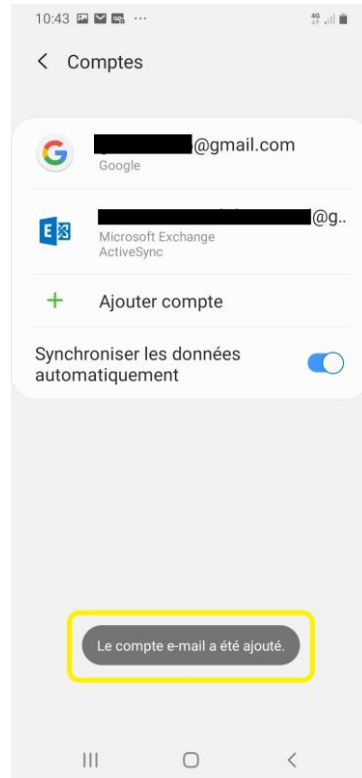 10:43
4G
Comptes
@gmail.com
Google
@g..
Microsoft Exchange
ActiveSync
Ajouter compte
Synchroniser les données
automatiquement
Le compte e-mail a été ajouté.